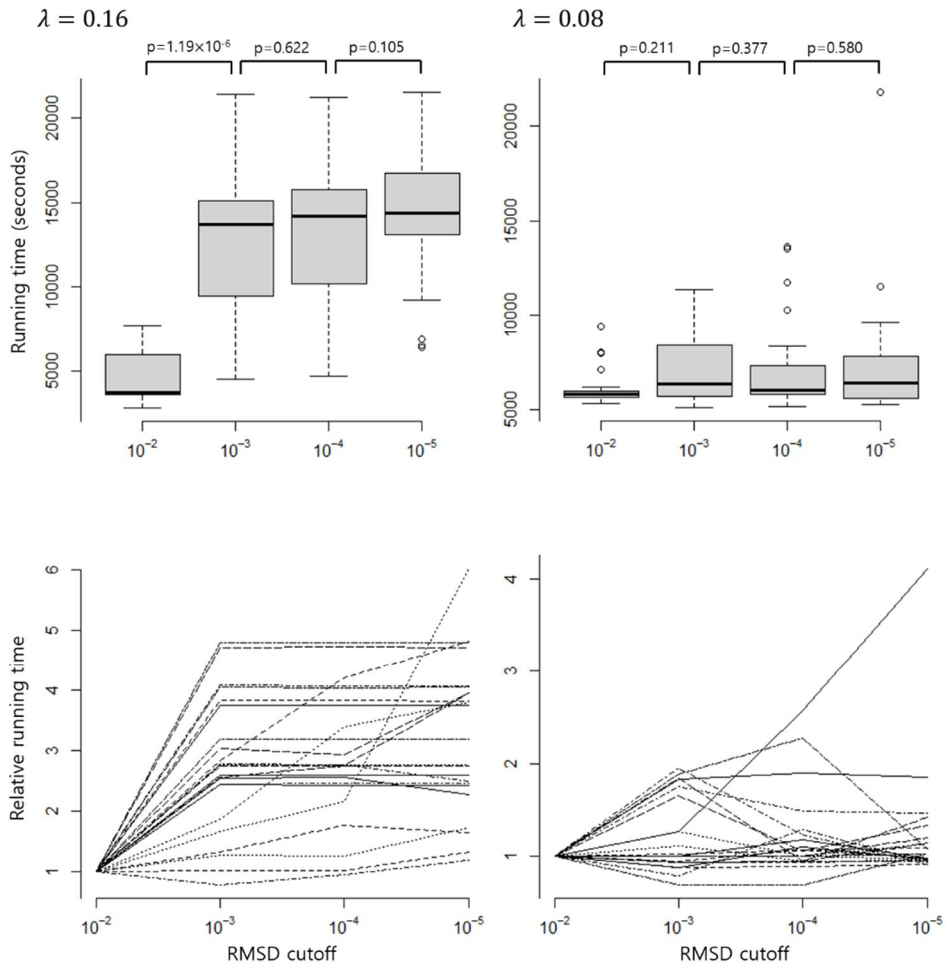 λ = 0.16
λ = 0.08
p=1.19×10⁻⁶
p=0.622
p=0.105
p=0.211
p=0.377
p=0.580
Running time (seconds)
20000
15000
10000
5000
10⁻²
10⁻³
10⁻⁴
10⁻⁵
20000
15000
10000
5000
10⁻²
10⁻³
10⁻⁴
10⁻⁵
Relative running time
6
5
4
3
2
1
10⁻²
10⁻³
10⁻⁴
10⁻⁵
RMSD cutoff
4
3
2
1
10⁻²
10⁻³
10⁻⁴
10⁻⁵
RMSD cutoff